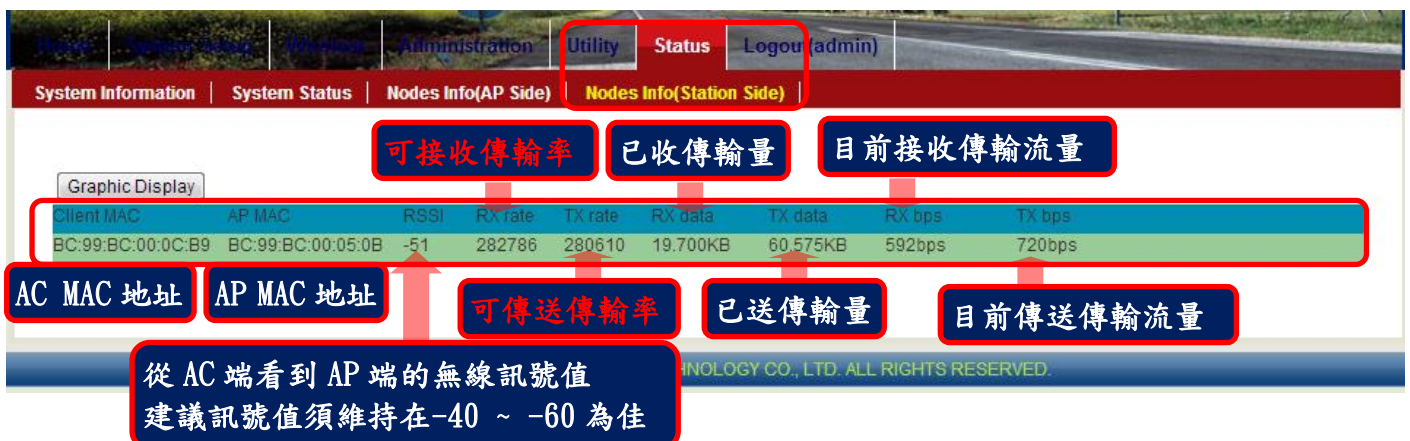 Home System Setup Wireless Administration Utility Status Logout(admin)
System Information | System Status | Nodes Info(AP Side) | Nodes Info(Station Side) |
可接收傳輸率 已收傳輸量 目前接收傳輸流量
Graphic Display
Client MAC AP MAC RSSI RX rate TX rate RX data TX data RX bps TX bps
BC:99:BC:00:0C:B9 BC:99:BC:00:05:0B -51 282786 280610 19.700KB 60.575KB 592bps 720bps
AC MAC 地址 AP MAC 地址 可傳送傳輸率 已送傳輸量 目前傳送傳輸流量
從 AC 端看到 AP 端的無線訊號值
建議訊號值須維持在-40 ~ -60 為佳
CO., LTD. ALL RIGHTS RESERVED.